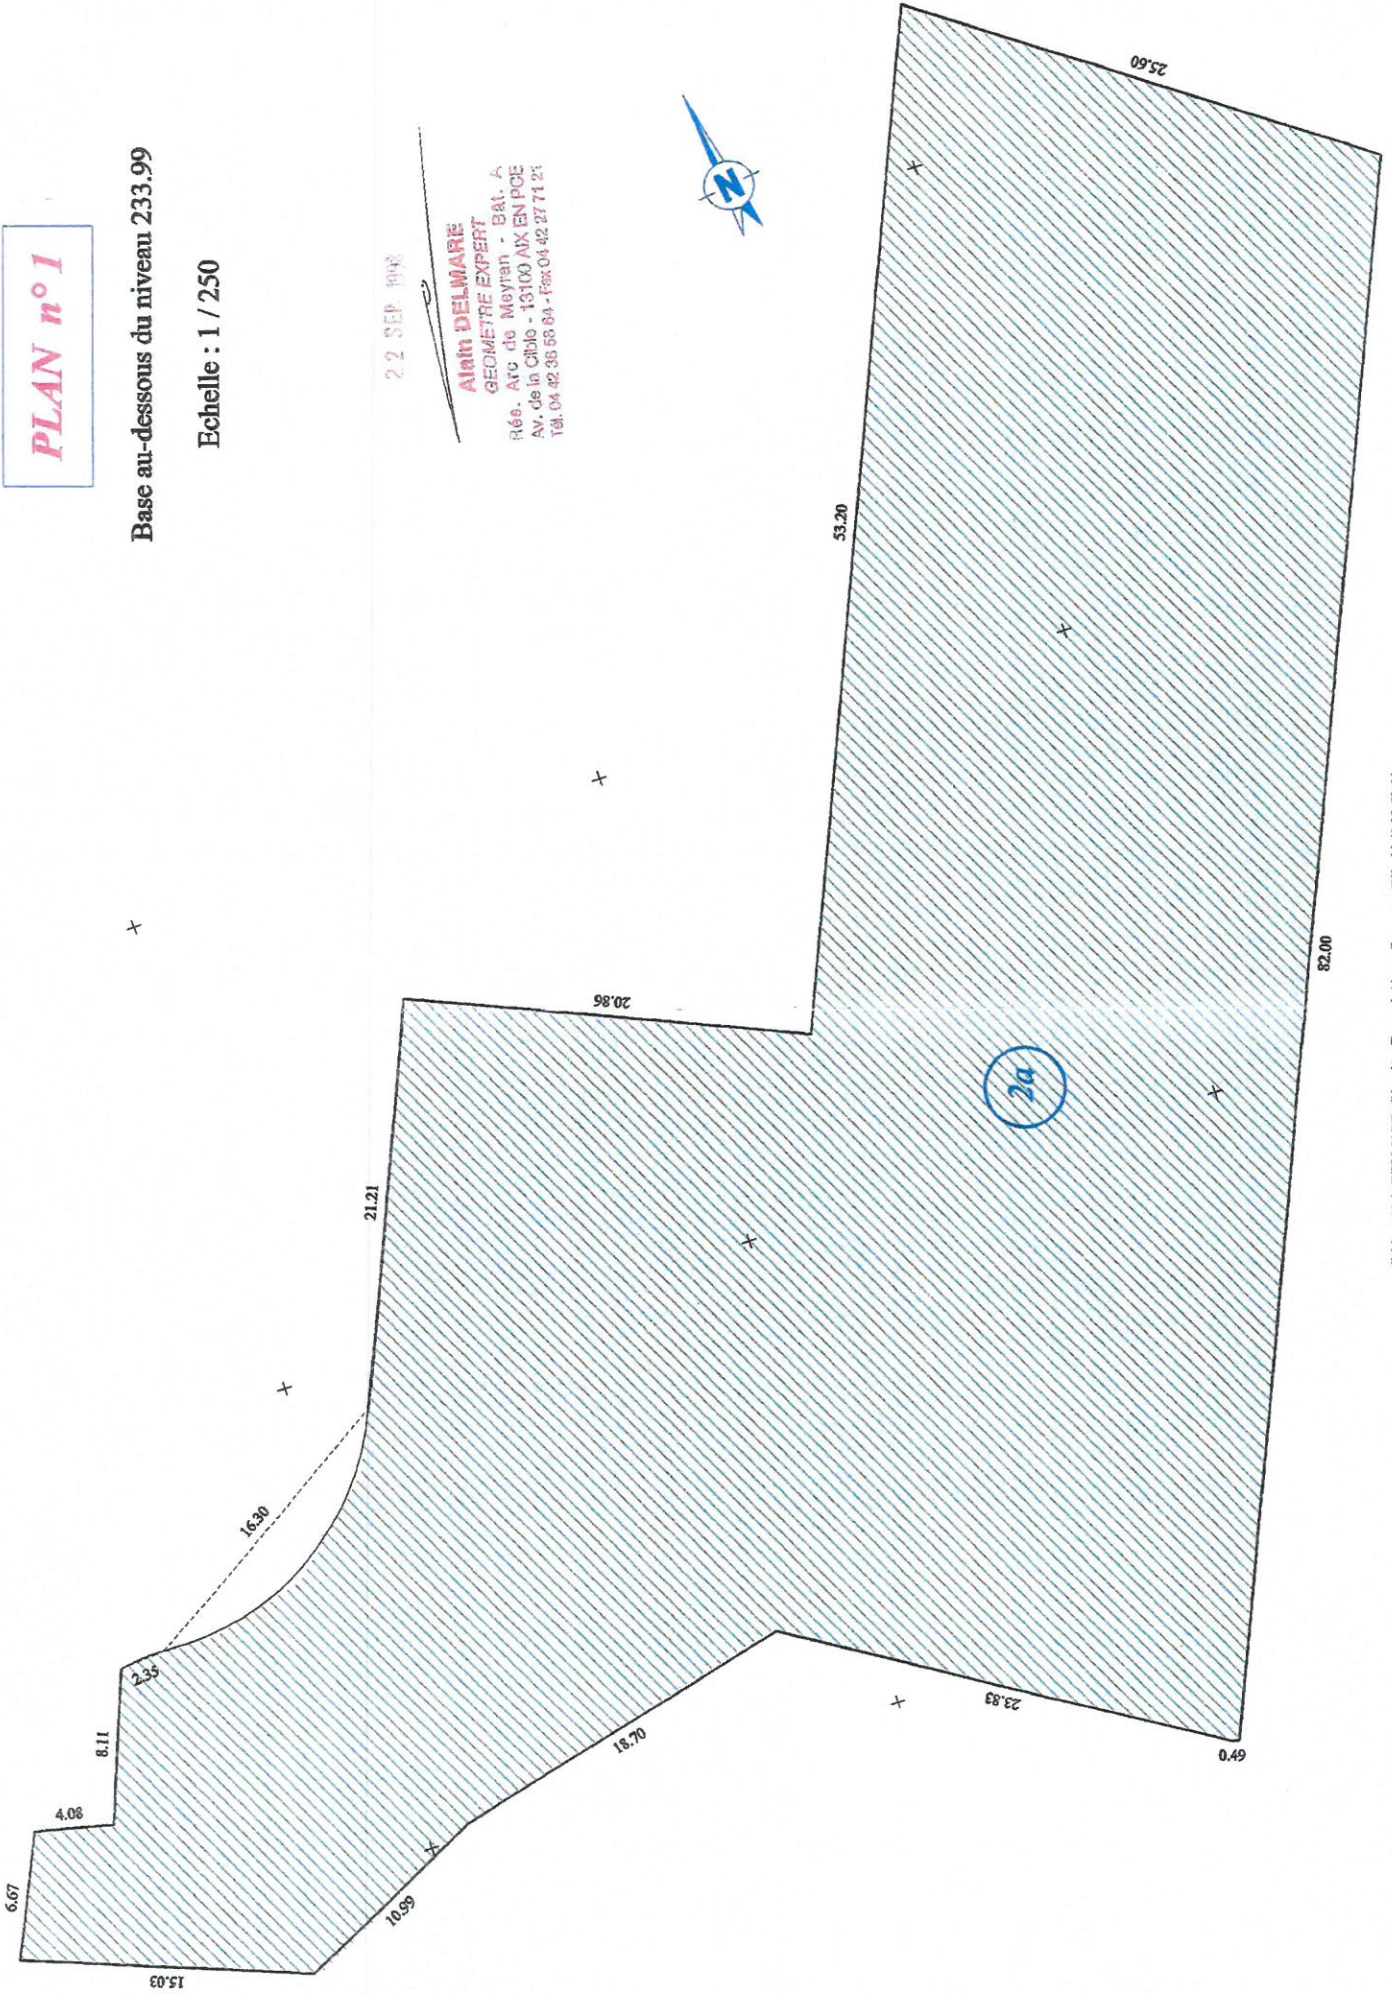 PLAN n° 1
Base au-dessous du niveau 233.99
Echelle : 1 / 250
22 SEP. 1998
Alain DELMARE
GEOMETRE EXPERT
Rés. Arc de Meyran - Bât. A
Av. de la Cible - 13100 AIX EN PCE
Tél. 04 42 38 58 64 - Fax 04 42 27 71 21
N
25.60
53.20
20.86
82.00
2a
21.21
16.30
2.35
8.11
4.08
6.67
15.03
10.99
18.70
23.83
0.49